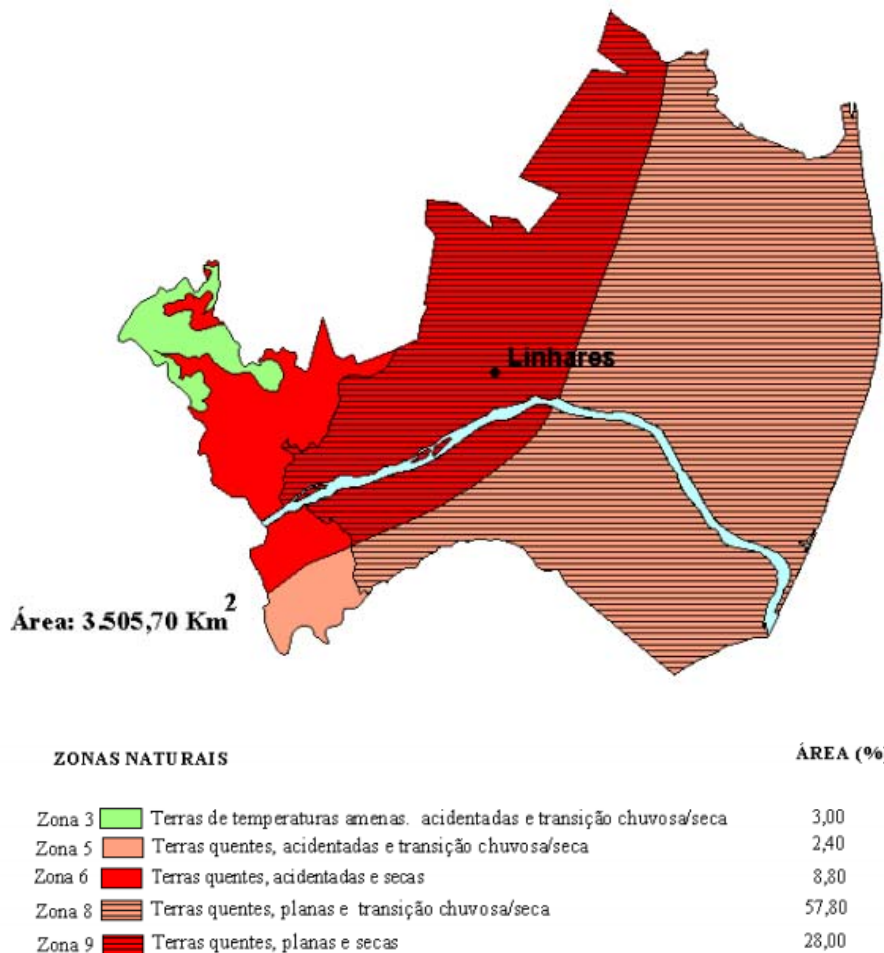 Linhares
Área: 3.505,70 Km²
ZONAS NATURAIS ÁREA (%)
Zona 3 Terras de temperaturas amenas. acidentadas e transição chuvosa/seca 3,00
Zona 5 Terras quentes, acidentadas e transição chuvosa/seca 2,40
Zona 6 Terras quentes, acidentadas e secas 8,80
Zona 8 Terras quentes, planas e transição chuvosa/seca 57,80
Zona 9 Terras quentes, planas e secas 28,00